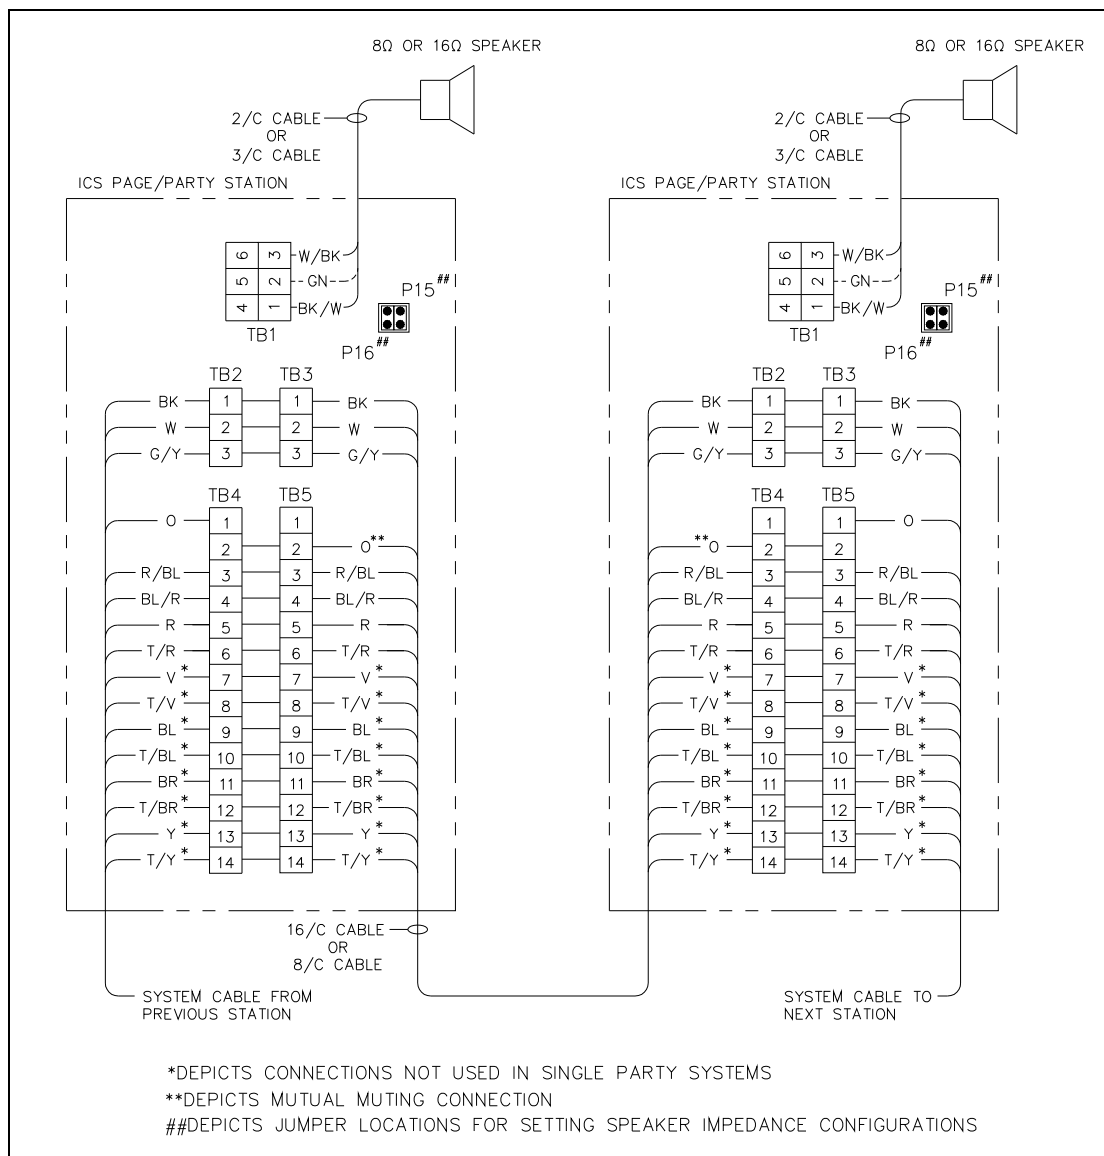 8Ω OR 16Ω SPEAKER 8Ω OR 16Ω SPEAKER
2/C CABLE 2/C CABLE
OR OR
3/C CABLE 3/C CABLE
ICS PAGE/PARTY STATION ICS PAGE/PARTY STATION
6 3 W/BK 6 3 W/BK
5 2 GN 5 2 GN
4 1 BK/W 4 1 BK/W
P15## P15##
TB1 TB1
P16## P16##
TB2 TB3 TB2 TB3
BK 1 1 BK BK 1 1 BK
W 2 2 W W 2 2 W
G/Y 3 3 G/Y G/Y 3 3 G/Y
TB4 TB5 TB4 TB5
O 1 1 1 1 O
2 2 O** **O 2 2
R/BL 3 3 R/BL R/BL 3 3 R/BL
BL/R 4 4 BL/R BL/R 4 4 BL/R
R 5 5 R R 5 5 R
T/R 6 6 T/R T/R 6 6 T/R
V* 7 7 V* V* 7 7 V*
T/V* 8 8 T/V* T/V* 8 8 T/V*
BL* 9 9 BL* BL* 9 9 BL*
T/BL* 10 10 T/BL* T/BL* 10 10 T/BL*
BR* 11 11 BR* BR* 11 11 BR*
T/BR* 12 12 T/BR* T/BR* 12 12 T/BR*
Y* 13 13 Y* Y* 13 13 Y*
T/Y* 14 14 T/Y* T/Y* 14 14 T/Y*
16/C CABLE
OR
8/C CABLE
SYSTEM CABLE FROM SYSTEM CABLE TO
PREVIOUS STATION NEXT STATION
*DEPICTS CONNECTIONS NOT USED IN SINGLE PARTY SYSTEMS
**DEPICTS MUTUAL MUTING CONNECTION
##DEPICTS JUMPER LOCATIONS FOR SETTING SPEAKER IMPEDANCE CONFIGURATIONS